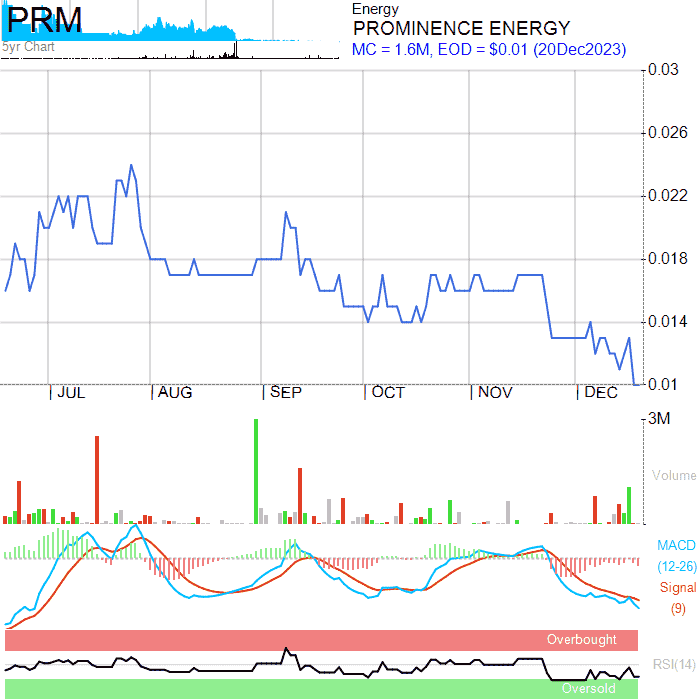 PRM
5yr Chart
Energy
PROMINENCE ENERGY
MC = 1.6M, EOD = $0.01 (20Dec2023)
0.03
0.026
0.022
0.018
0.014
0.01
JUL AUG SEP OCT NOV DEC
3M
Volume
MACD
(12-26)
Signal
(9)
Overbought
RSI(14)
Oversold